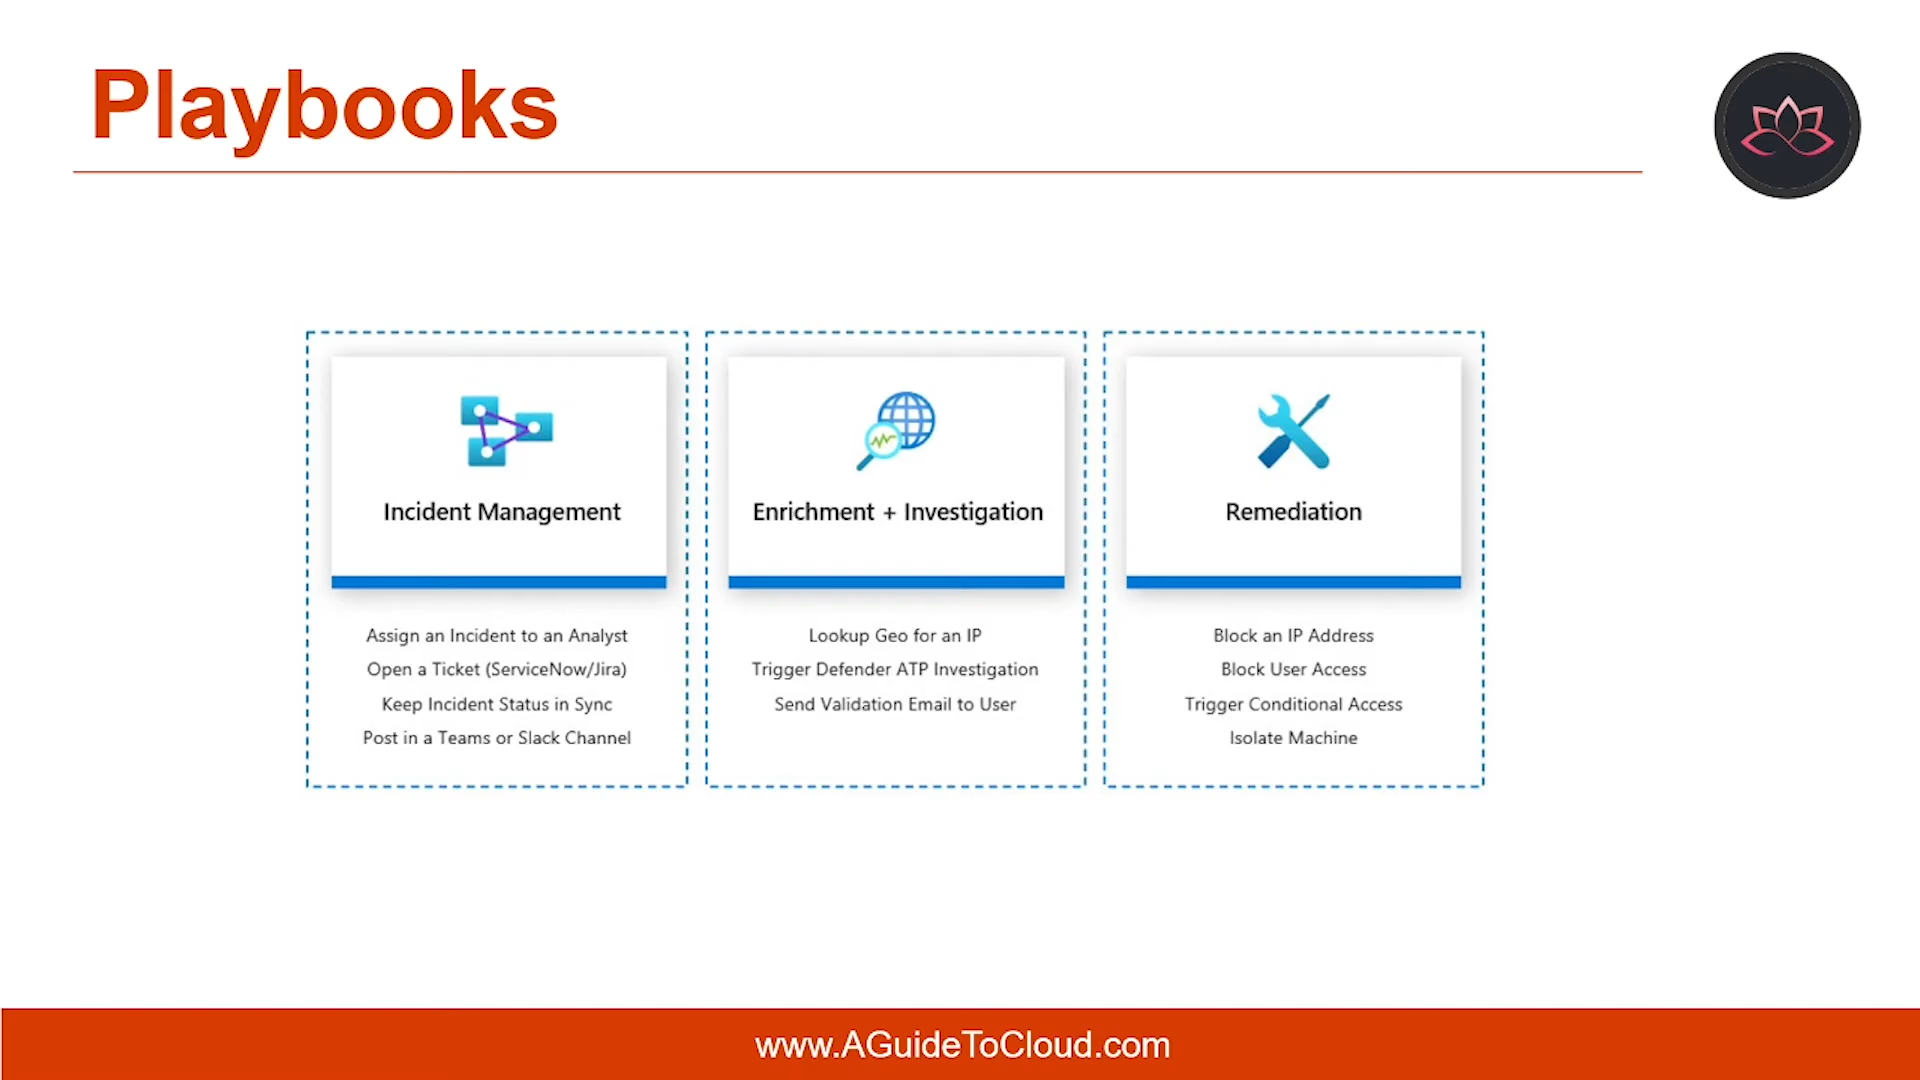 Playbooks
Incident Management
Assign an Incident to an Analyst
Open a Ticket (ServiceNow/Jira)
Keep Incident Status in Sync
Post in a Teams or Slack Channel
Enrichment + Investigation
Lookup Geo for an IP
Trigger Defender ATP Investigation
Send Validation Email to User
Remediation
Block an IP Address
Block User Access
Trigger Conditional Access
Isolate Machine
www.AGuideToCloud.com